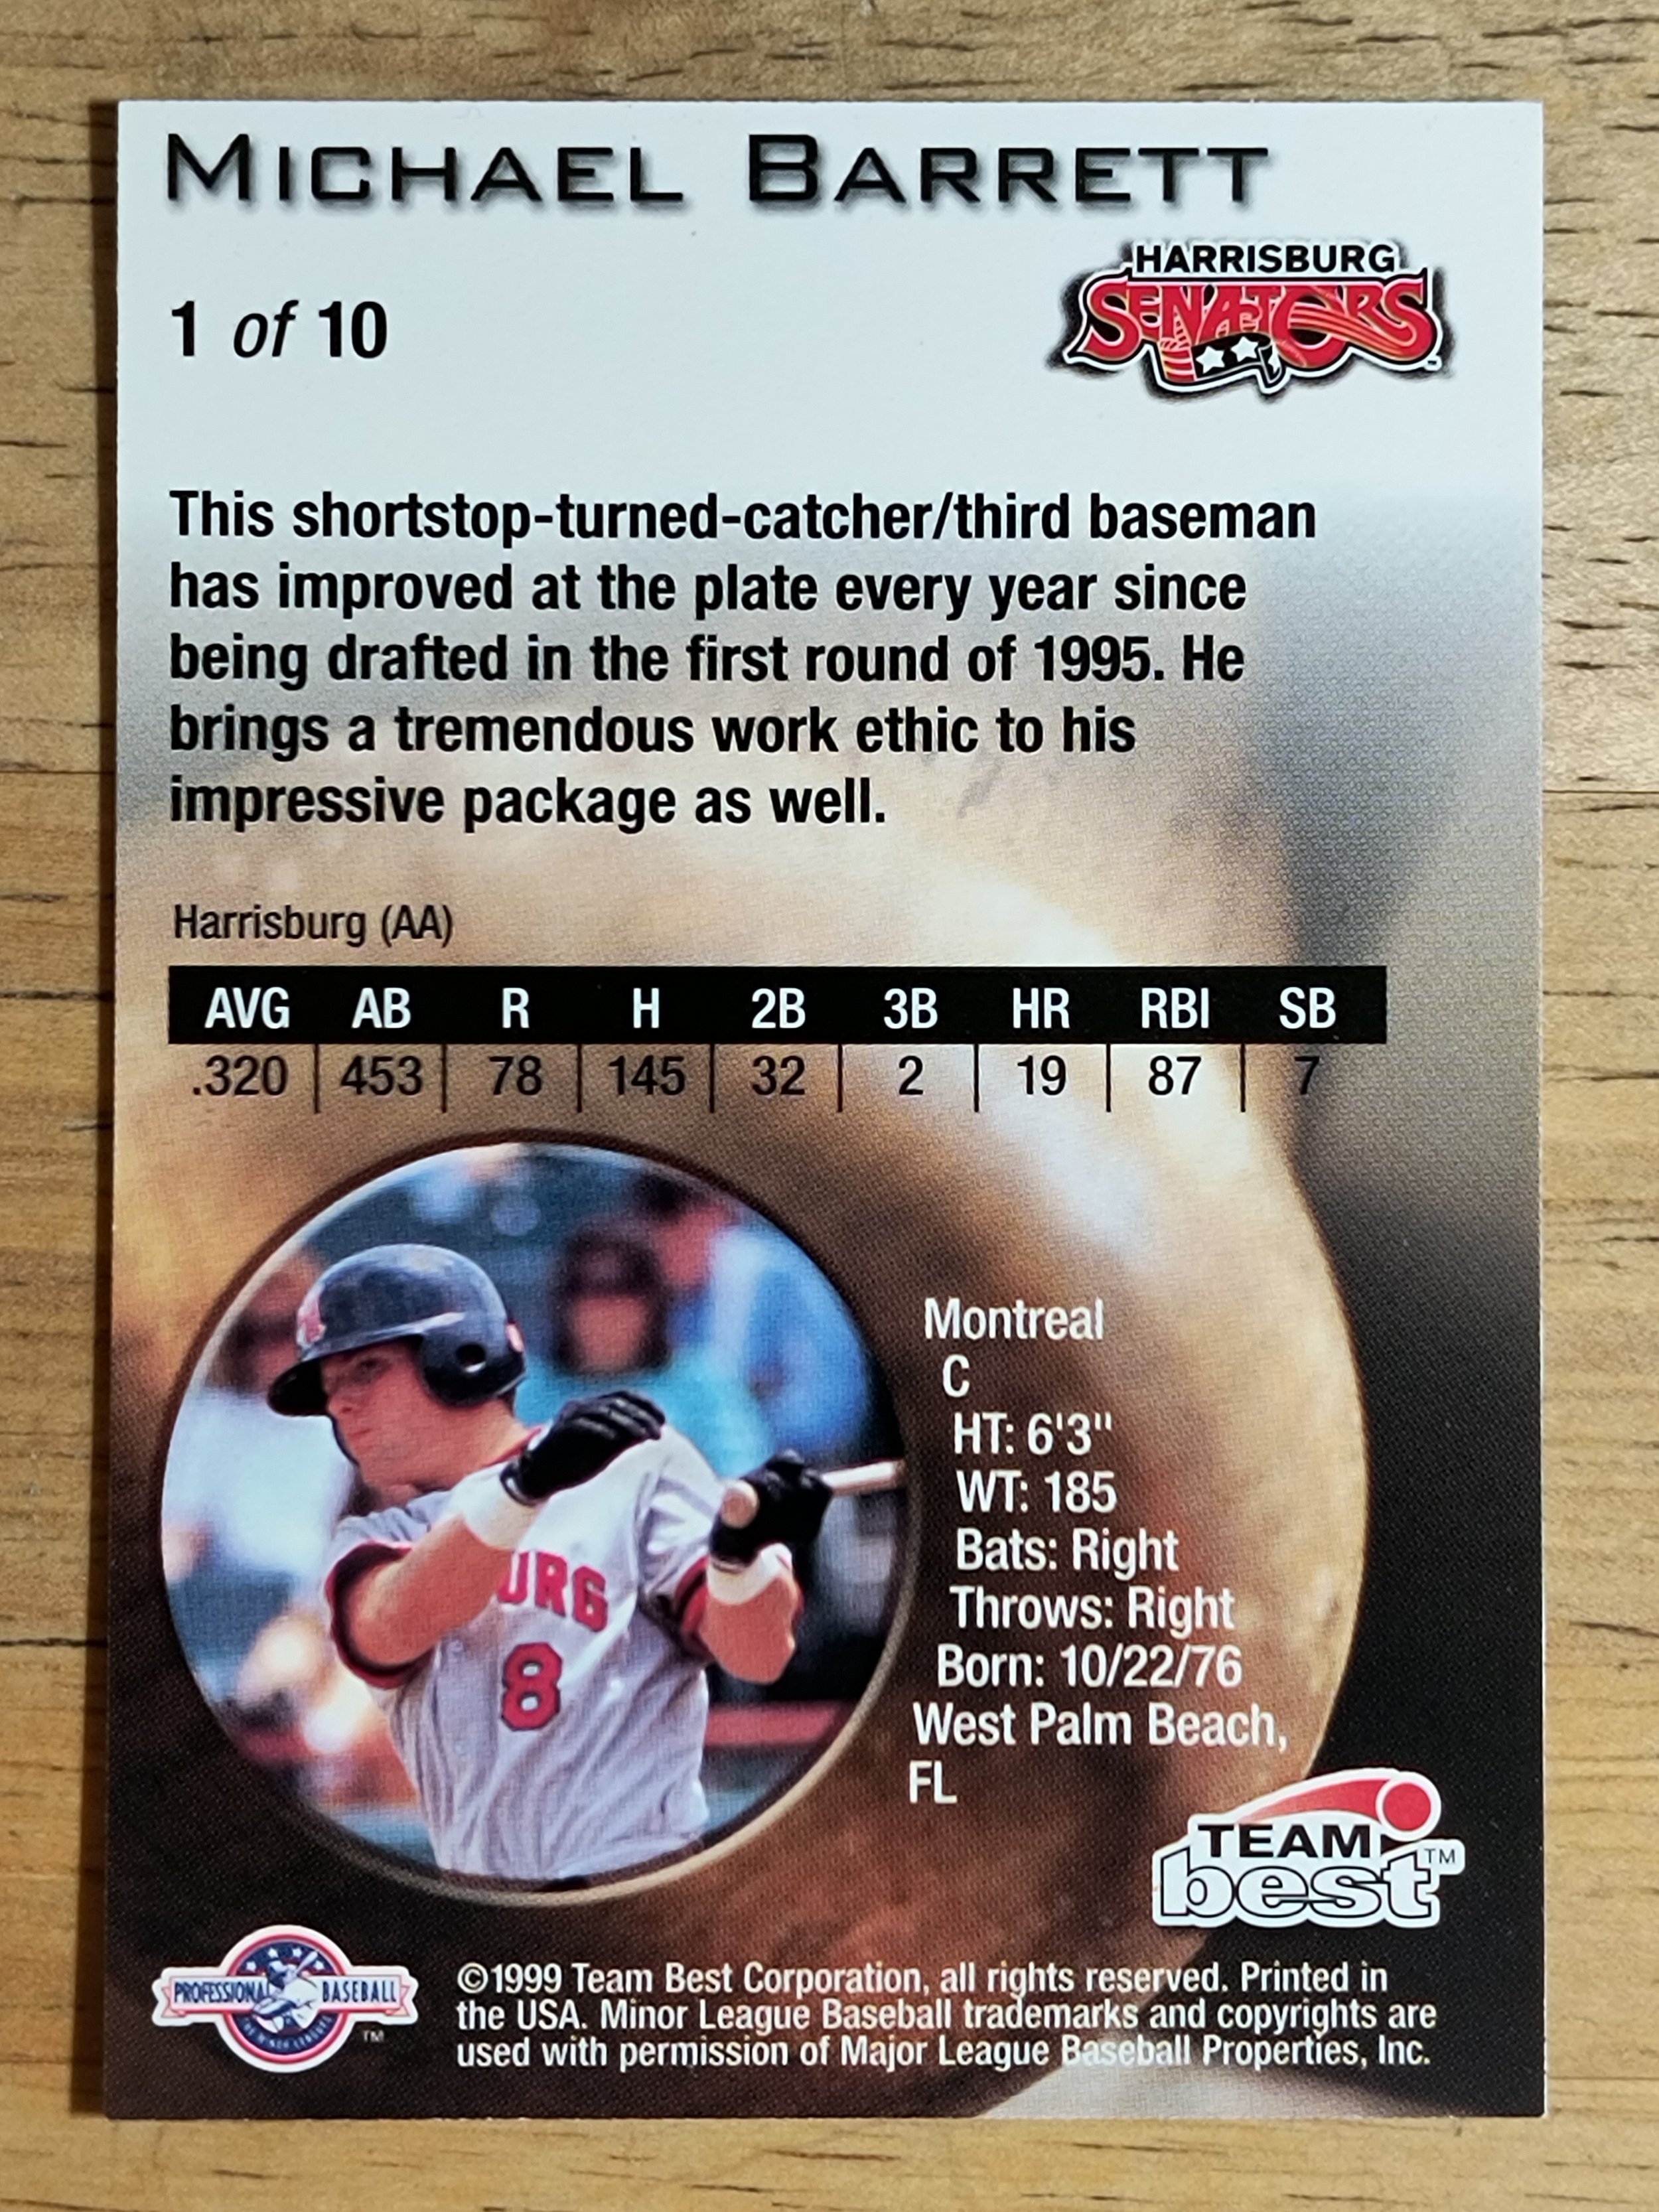 MICHAEL BARRETT
HARRISBURG
SENATORS
1 of 10
This shortstop-turned-catcher/third baseman
has improved at the plate every year since
being drafted in the first round of 1995. He
brings a tremendous work ethic to his
impressive package as well.
Harrisburg (AA)
AVG AB R H 2B 3B HR RBI SB
.320 453 78 145 32 2 19 87 7
URG
8
Montreal
C
HT: 6'3"
WT: 185
Bats: Right
Throws: Right
Born: 10/22/76
West Palm Beach,
FL
TEAM
best™
PROFESSIONAL BASEBALL
TM
©1999 Team Best Corporation, all rights reserved. Printed in
the USA. Minor League Baseball trademarks and copyrights are
used with permission of Major League Baseball Properties, Inc.